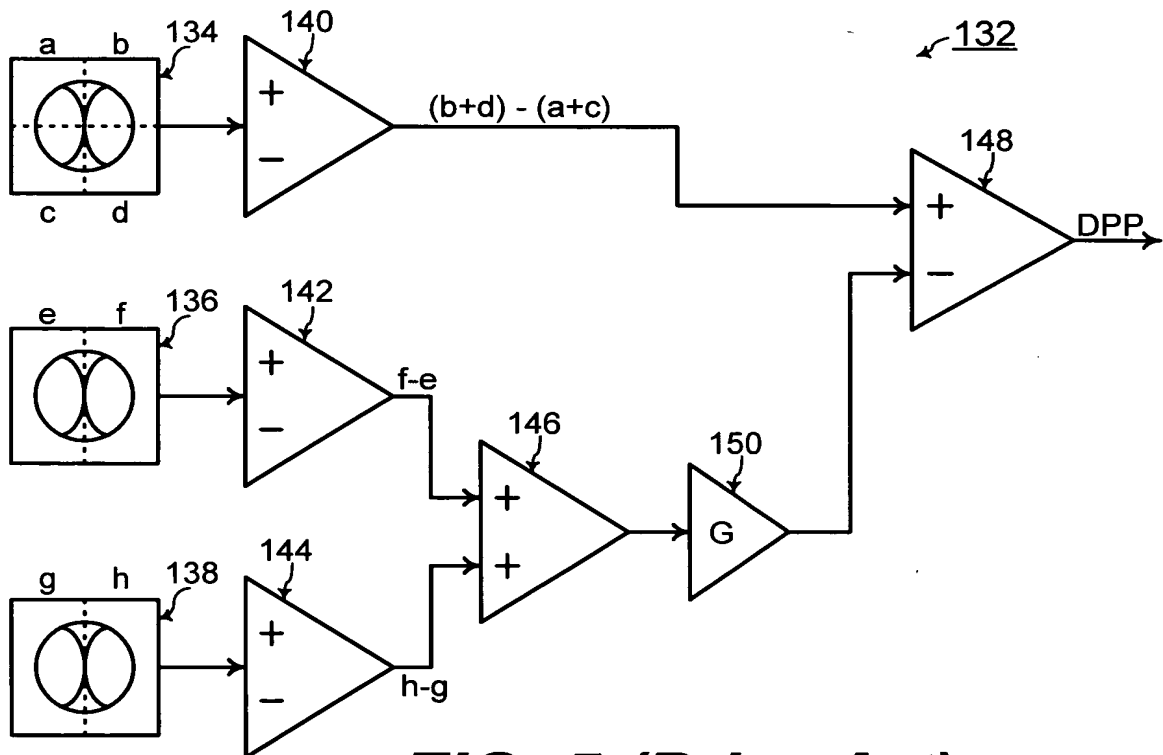 a b 134 140 132
+
(b+d) - (a+c)
−
148
c d
+
DPP
−
e f 136 142
+
f-e
−
146
150
+
G
+
g h 138 144
+
−
h-g